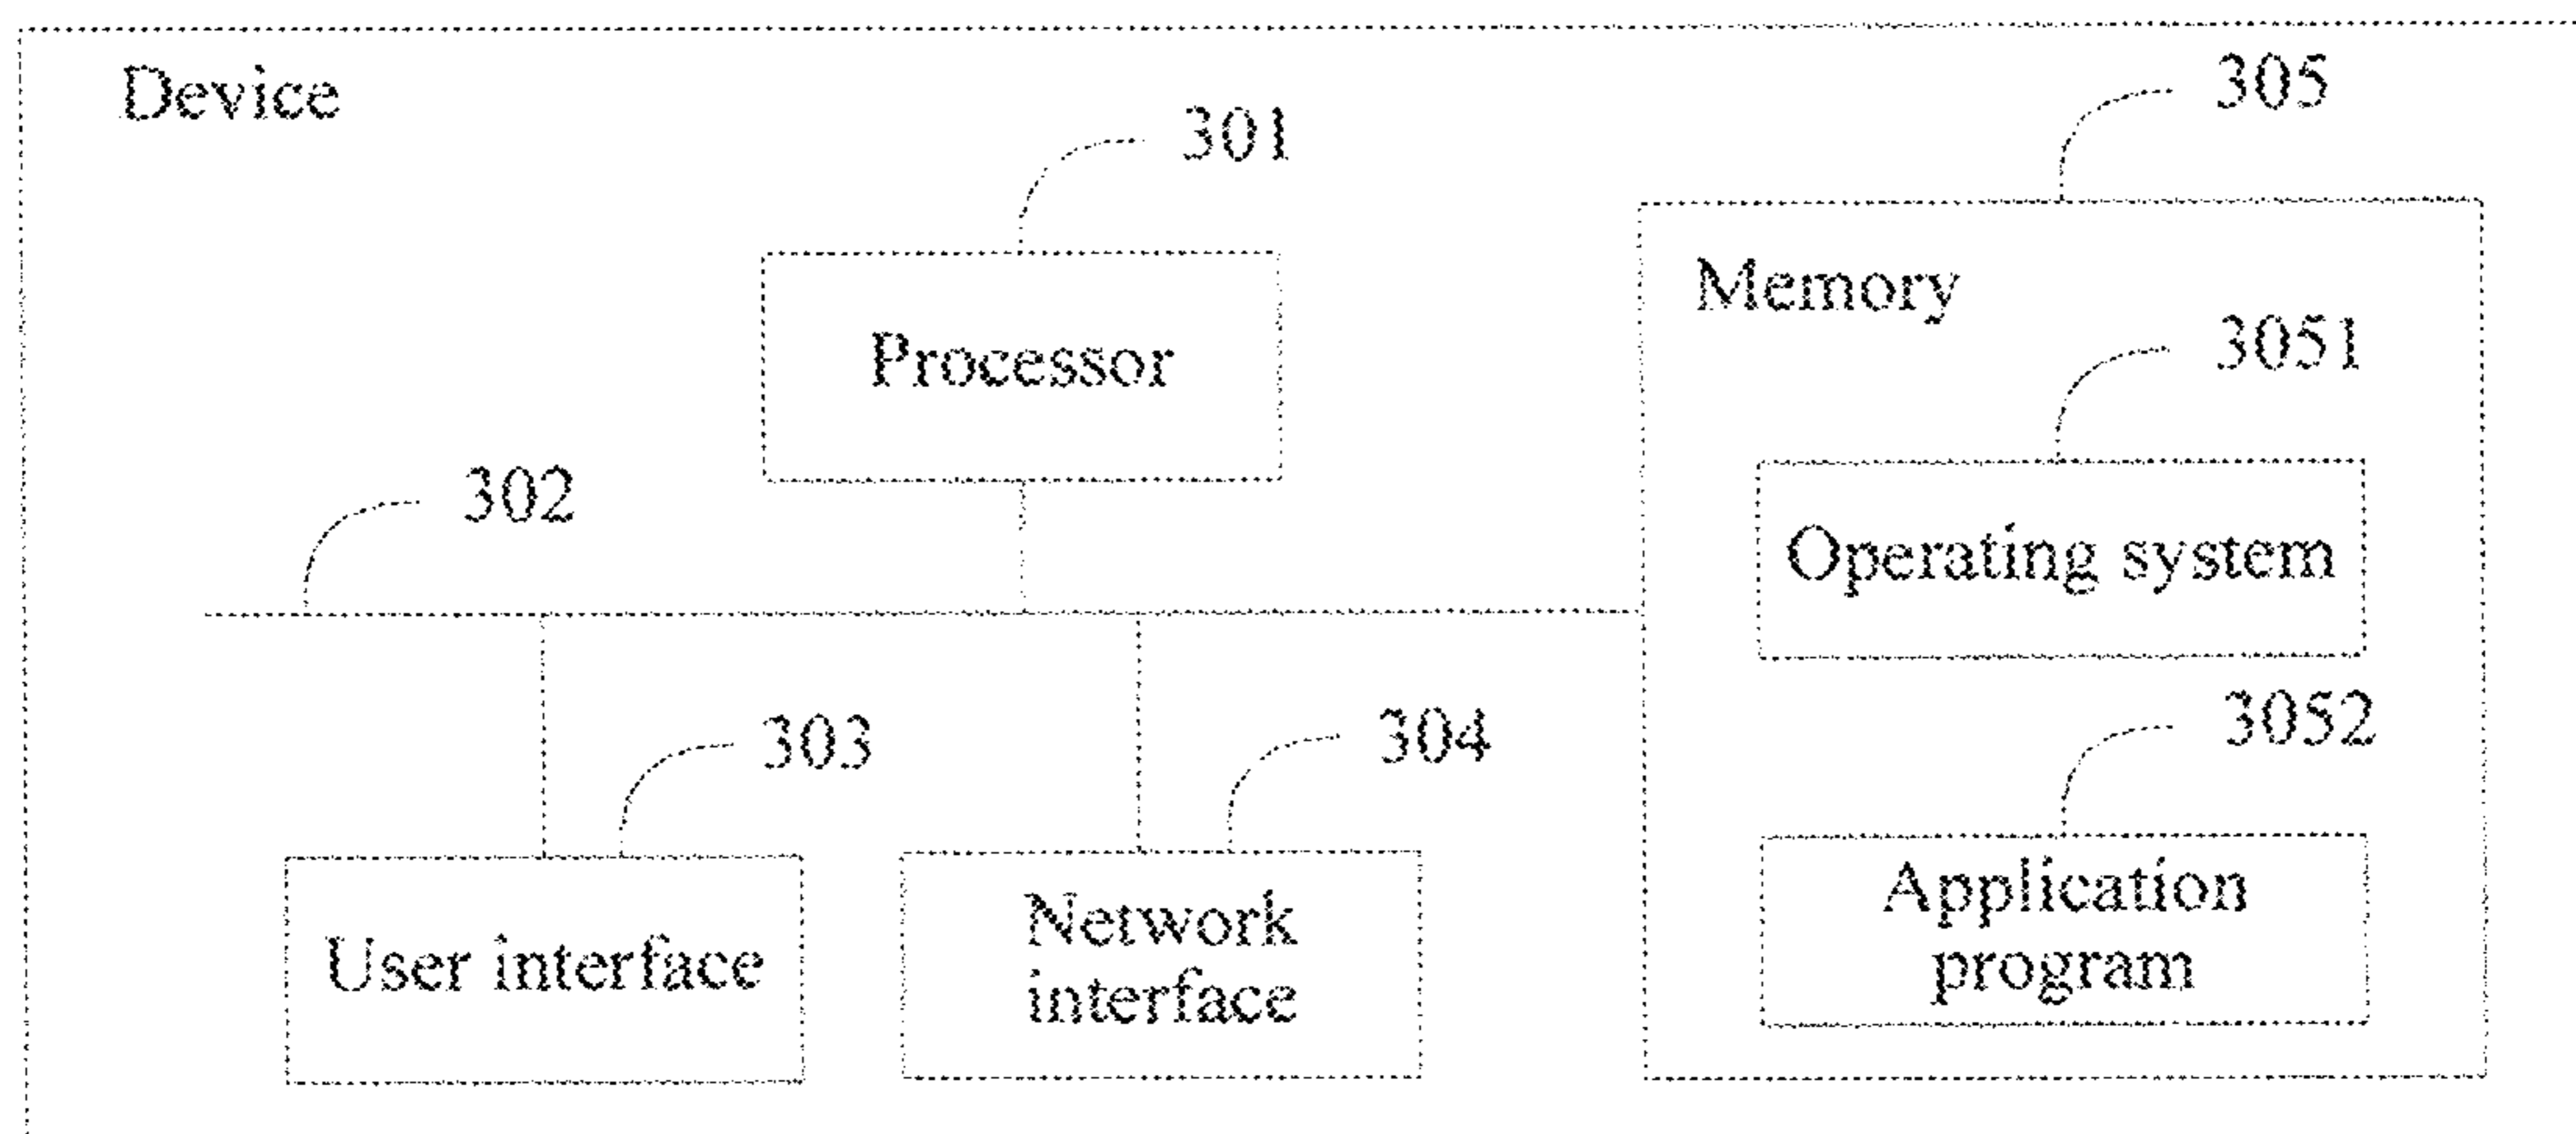 Device
305
301
Memory
Processor
3051
302
Operating system
3052
303
304
Application
program
User interface
Network
interface